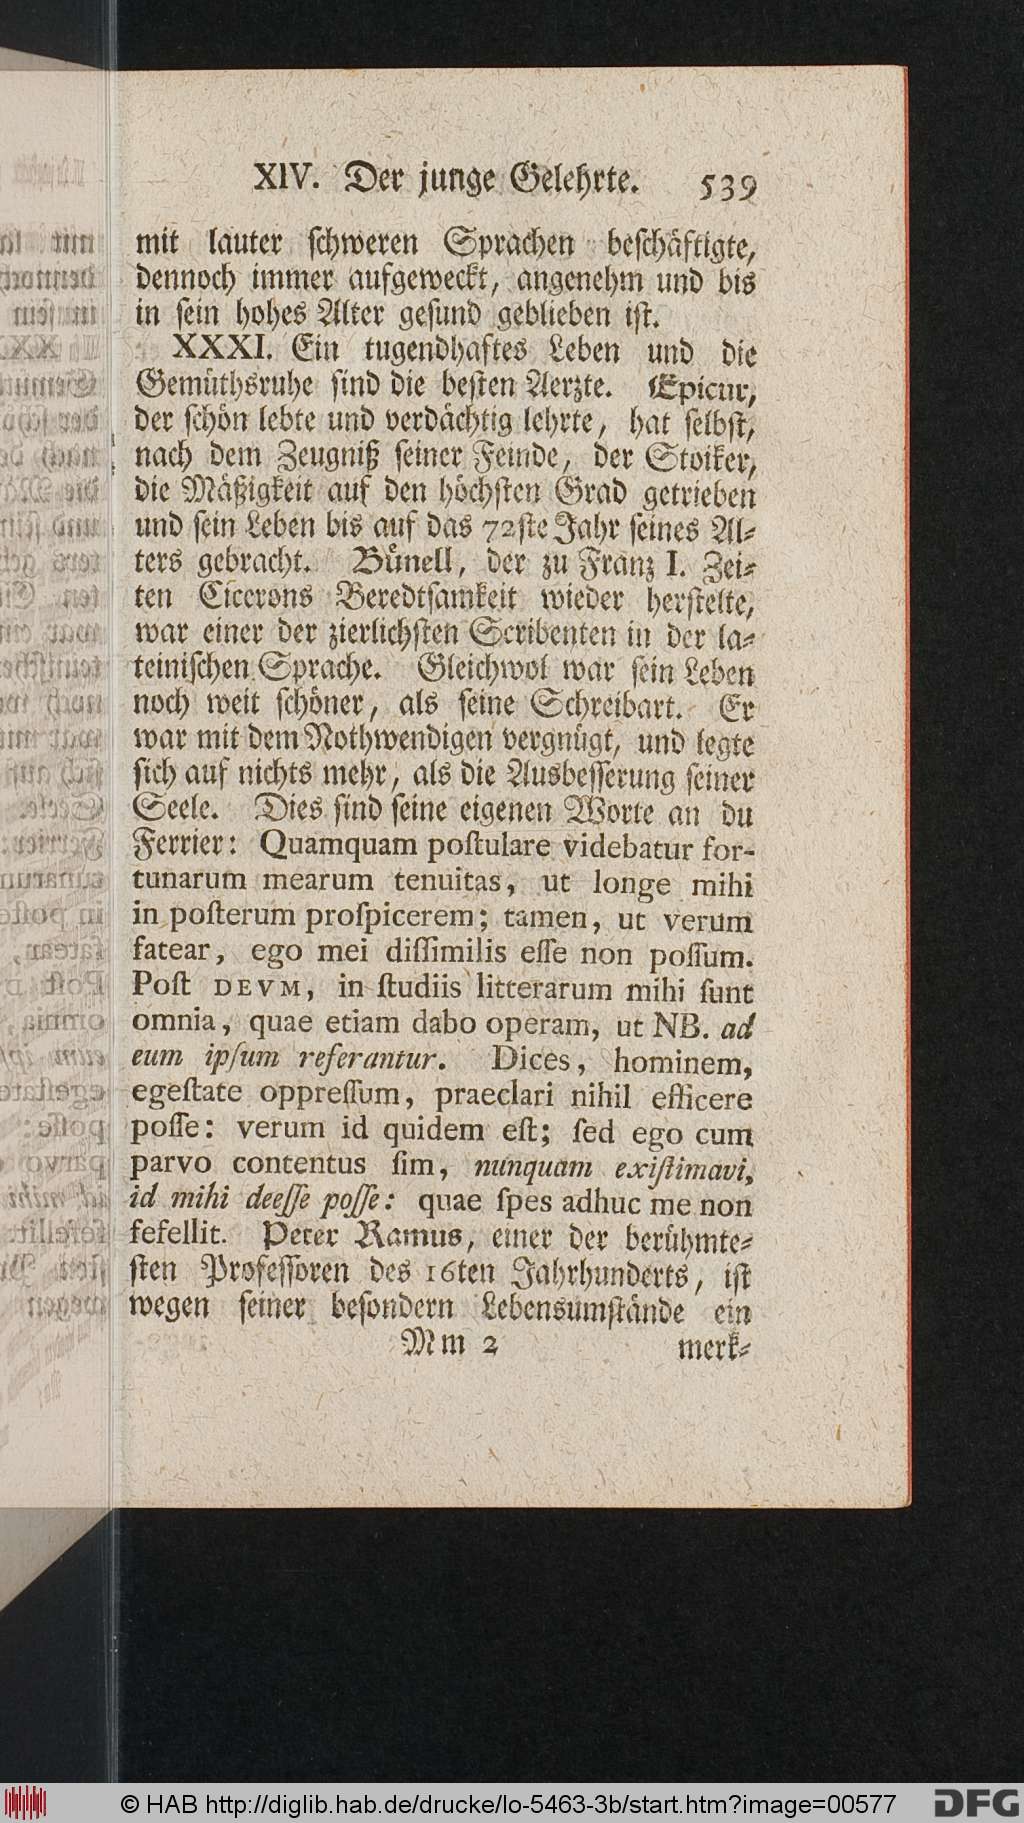 XIV. Der junge Gelehrte. 539
mit lauter schweren Sprachen beschäftigte,
dennoch immer aufgeweckt, angenehm und bis
in sein hohes Alter gesund geblieben ist.
XXXI. Ein tugendhaftes Leben und die
Gemüthsruhe sind die besten Aerzte. Epicur,
der schön lebte und verdächtig lehrte, hat selbst,
nach dem Zeugniß seiner Feinde, der Stoiker,
die Mäßigkeit auf den höchsten Grad getrieben
und sein Leben bis auf das 72ste Jahr seines Al-
ters gebracht. Bünell, der zu Franz I. Zei-
ten Cicerons Beredtsamkeit wieder herstelte,
war einer der zierlichsten Scribenten in der la-
teinischen Sprache. Gleichwol war sein Leben
noch weit schöner, als seine Schreibart. Er
war mit dem Nothwendigen vergnügt, und legte
sich auf nichts mehr, als die Ausbesserung seiner
Seele. Dies sind seine eigenen Worte an du
Ferrier: Quamquam poſtulare videbatur for-
tunarum mearum tenuitas, ut longe mihi
in poſterum proſpicerem; tamen, ut verum
fatear, ego mei diſſimilis eſſe non poſſum.
Poſt DEVM, in ſtudiis litterarum mihi ſunt
omnia, quae etiam dabo operam, ut NB. ad
eum ipſum referantur. Dices, hominem,
egeſtate oppreſſum, praeclari nihil efficere
poſſe: verum id quidem eſt; ſed ego cum
parvo contentus ſim, nunquam exiſtimavi,
id mihi deeſſe poſſe: quae ſpes adhuc me non
fefellit. Peter Ramus, einer der berühmte-
sten Professoren des 16ten Jahrhunderts, ist
wegen seiner besondern Lebensumstände ein
Mm 2 merk-
© HAB http://diglib.hab.de/drucke/lo-5463-3b/start.htm?image=00577 DFG